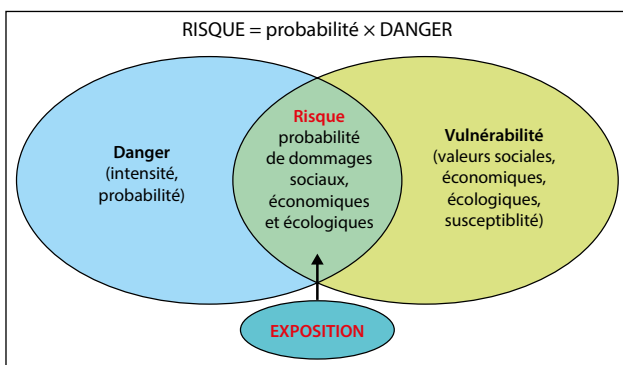 RISQUE = probabilité × DANGER
Danger
(intensité,
probabilité)
Risque
probabilité
de dommages
sociaux,
économiques
et écologiques
Vulnérabilité
(valeurs sociales,
économiques,
écologiques,
susceptiblité)
EXPOSITION